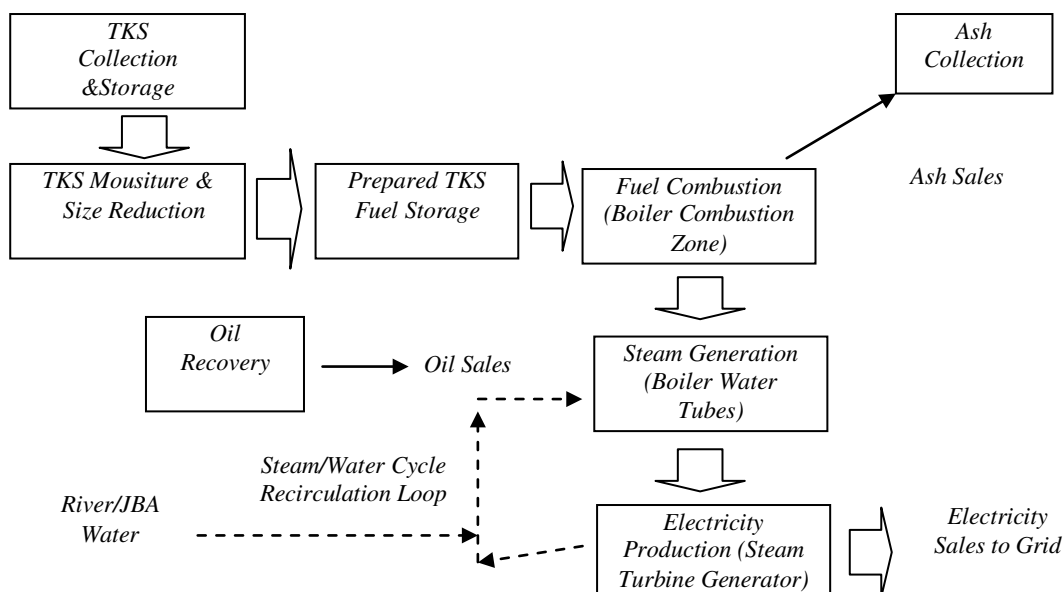 TKS
Collection
&Storage
Ash
Collection
TKS Mousiture &
Size Reduction
Prepared TKS
Fuel Storage
Fuel Combustion
(Boiler Combustion
Zone)
Ash Sales
Oil
Recovery
Oil Sales
Steam Generation
(Boiler Water
Tubes)
Steam/Water Cycle
Recirculation Loop
River/JBA
Water
Electricity
Production (Steam
Turbine Generator)
Electricity
Sales to Grid